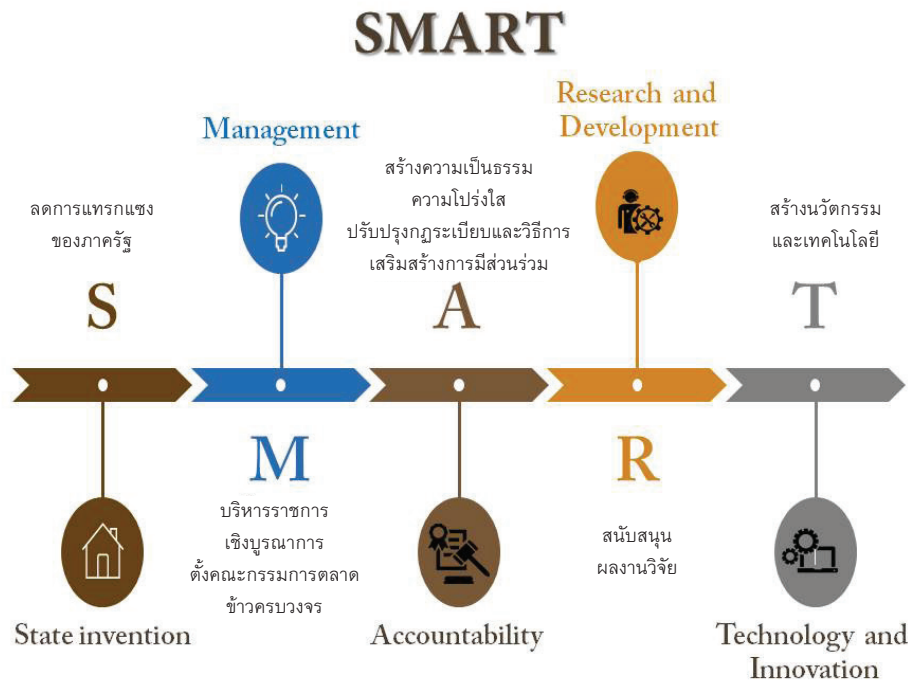 SMART
ลดการแทรกแซง
ของภาครัฐ
S
State invention
Management
M
บริหารราชการ
เชิงบูรณาการ
ตั้งคณะกรรมการตลาด
ข้าวครบวงจร
สร้างความเป็นธรรม
ความโปร่งใส
ปรับปรุงกฎระเบียบและวิธีการ
เสริมสร้างการมีส่วนร่วม
A
Accountability
Research and
Development
R
สนับสนุน
ผลงานวิจัย
สร้างนวัตกรรม
และเทคโนโลยี
T
Technology and
Innovation